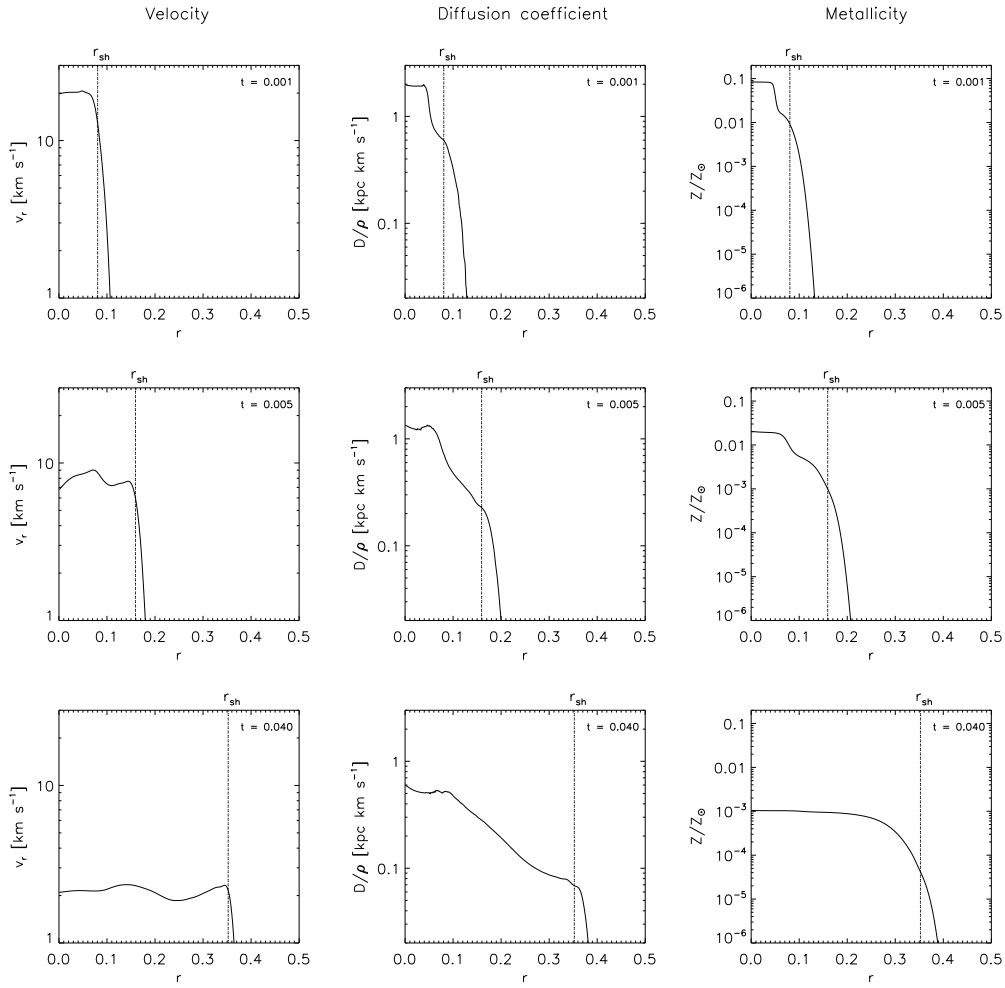 Velocity Diffusion coefficient Metallicity
r_sh r_sh r_sh
t = 0.001 t = 0.001 t = 0.001
v_r [km s⁻¹] D/ρ [kpc km s⁻¹] Z/Z⊙
10 1 0.1
1 0.1 0.01
10⁻³
10⁻⁴
10⁻⁵
10⁻⁶
0.0 0.1 0.2 0.3 0.4 0.5 0.0 0.1 0.2 0.3 0.4 0.5 0.0 0.1 0.2 0.3 0.4 0.5
r r r
r_sh r_sh r_sh
t = 0.005 t = 0.005 t = 0.005
v_r [km s⁻¹] D/ρ [kpc km s⁻¹] Z/Z⊙
10 1 0.1
1 0.1 0.01
10⁻³
10⁻⁴
10⁻⁵
10⁻⁶
0.0 0.1 0.2 0.3 0.4 0.5 0.0 0.1 0.2 0.3 0.4 0.5 0.0 0.1 0.2 0.3 0.4 0.5
r r r
r_sh r_sh r_sh
t = 0.040 t = 0.040 t = 0.040
v_r [km s⁻¹] D/ρ [kpc km s⁻¹] Z/Z⊙
10 1 0.1
1 0.1 0.01
10⁻³
10⁻⁴
10⁻⁵
10⁻⁶
0.0 0.1 0.2 0.3 0.4 0.5 0.0 0.1 0.2 0.3 0.4 0.5 0.0 0.1 0.2 0.3 0.4 0.5
r r r